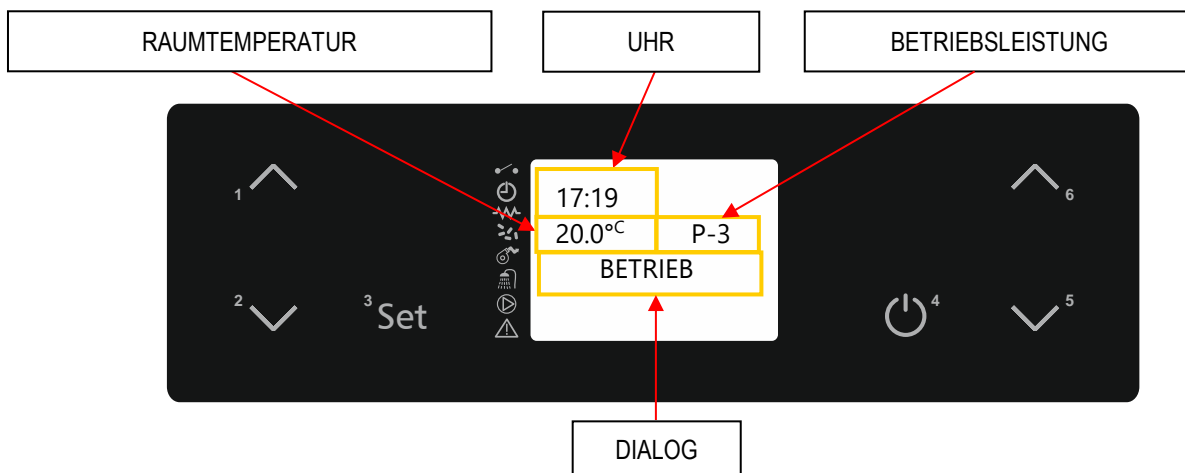 RAUMTEMPERATUR
UHR
BETRIEBSLEISTUNG
1
6
17:19
20.0°C
P-3
BETRIEB
2
3 Set
4
5
DIALOG